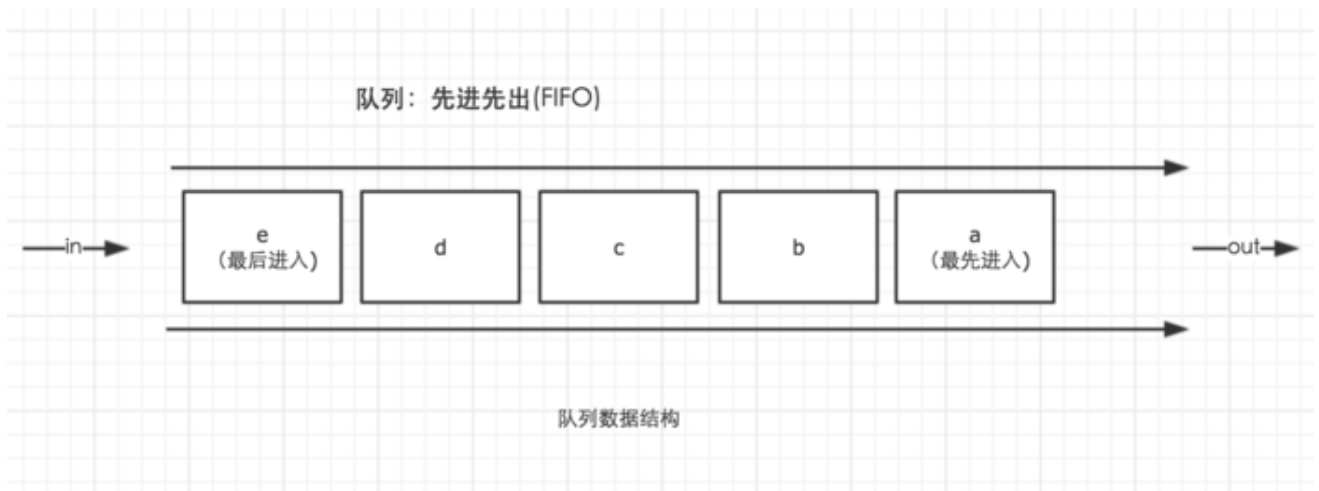 队列：先进先出(FIFO)
in
e
（最后进入)
d
c
b
a
（最先进入)
out
队列数据结构